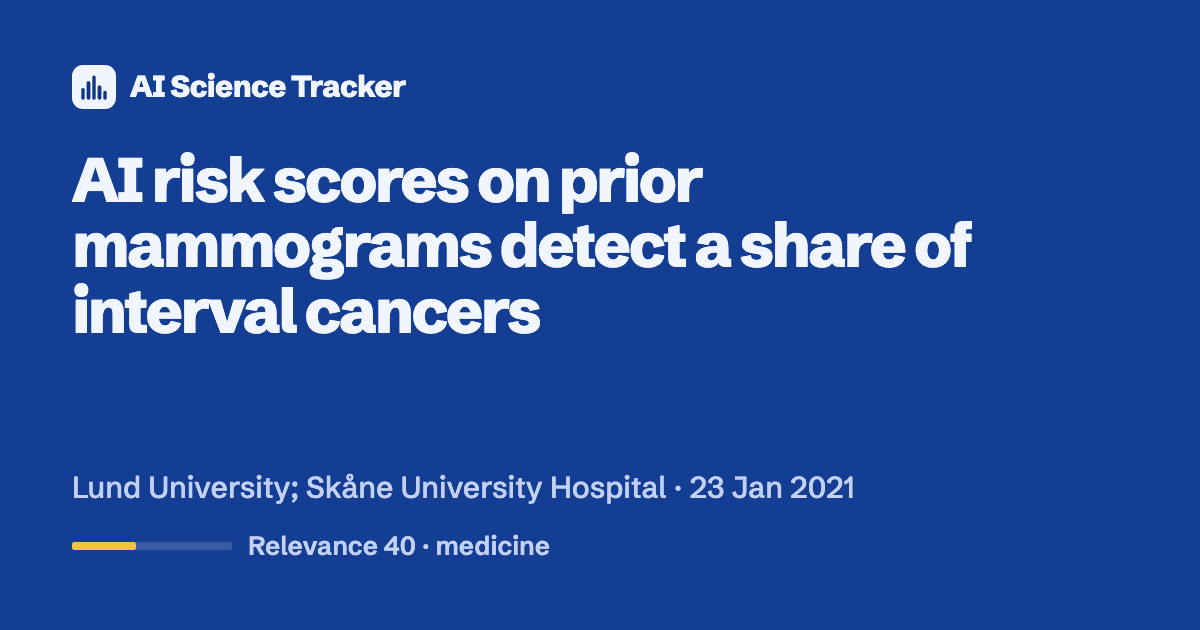 AI Science Tracker
AI risk scores on prior
mammograms detect a share of
interval cancers
Lund University; Skåne University Hospital · 23 Jan 2021
Relevance 40 · medicine